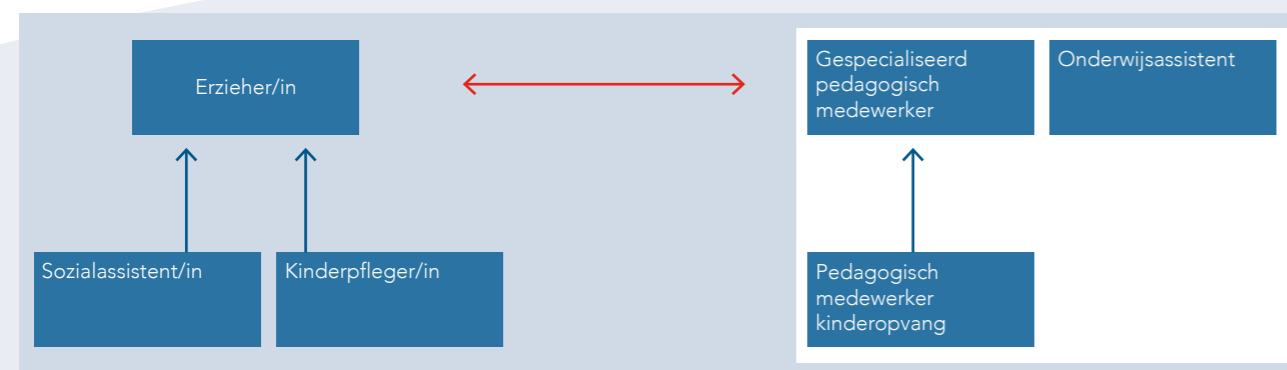 Erzieher/in
Gespecialiseerd
pedagogisch
medewerker
Onderwijsassistent
Sozialassistent/in
Kinderpfleger/in
Pedagogisch
medewerker
kinderopvang